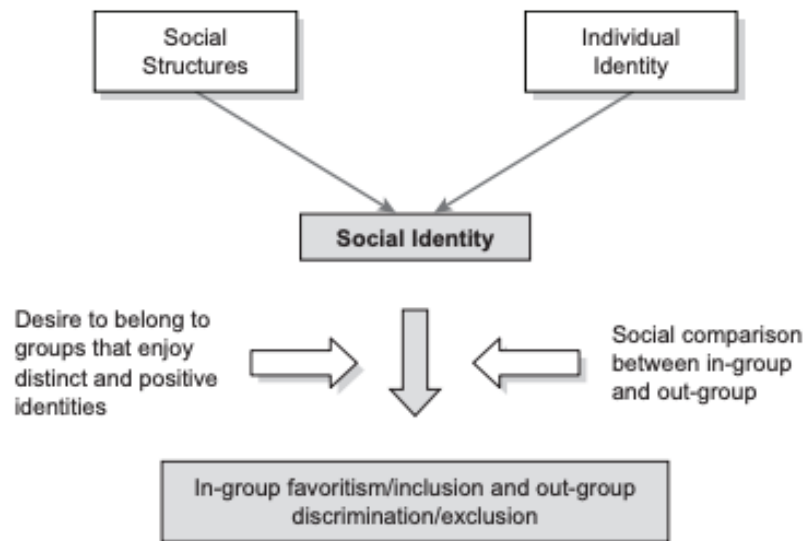 Social
Structures
Individual
Identity
Social Identity
Desire to belong to
groups that enjoy
distinct and positive
identities
Social comparison
between in-group
and out-group
In-group favoritism/inclusion and out-group
discrimination/exclusion